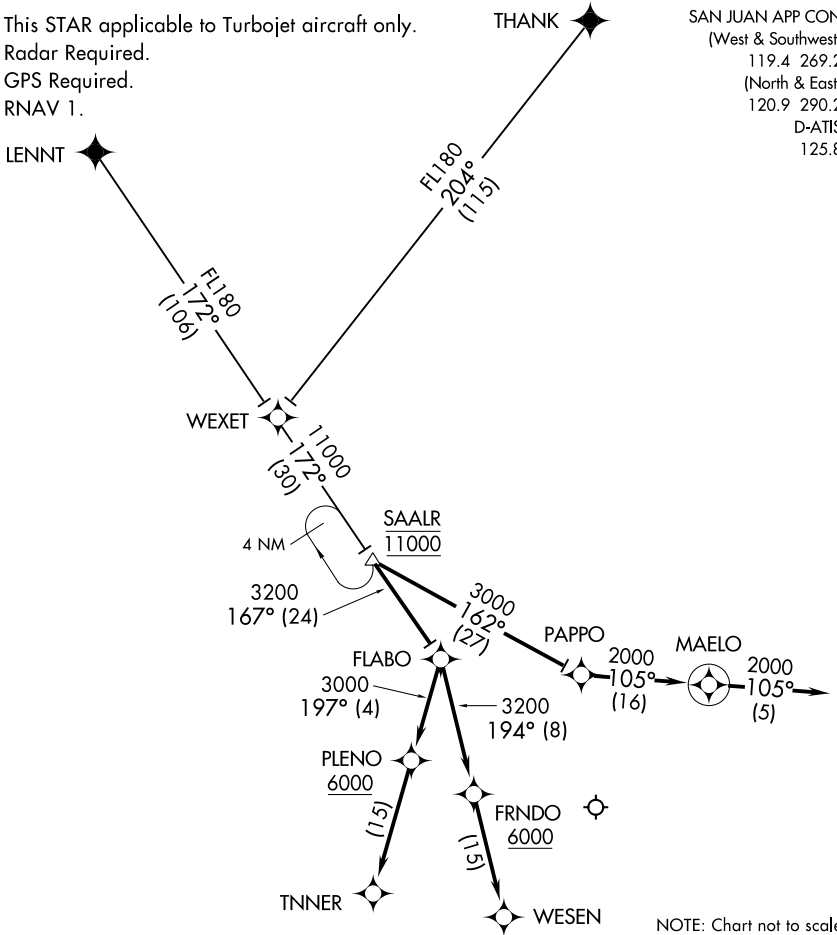 This STAR applicable to Turbojet aircraft only.
Radar Required.
GPS Required.
RNAV 1.
THANK
SAN JUAN APP CON
(West & Southwest
119.4 269.2
(North & East
120.9 290.2
D-ATIS
125.8
LENNT
FL180
204°
(115)
FL180
172°
(106)
WEXET
11000
172°
(30)
SAALR
11000
4 NM
3200
167° (24)
3000
162°
(27)
PAPPO
MAELO
2000
105°
(16)
2000
105°
(5)
FLABO
3000
197° (4)
3200
194° (8)
PLENO
6000
FRNDO
6000
(15)
(15)
TNNER
WESEN
NOTE: Chart not to scale